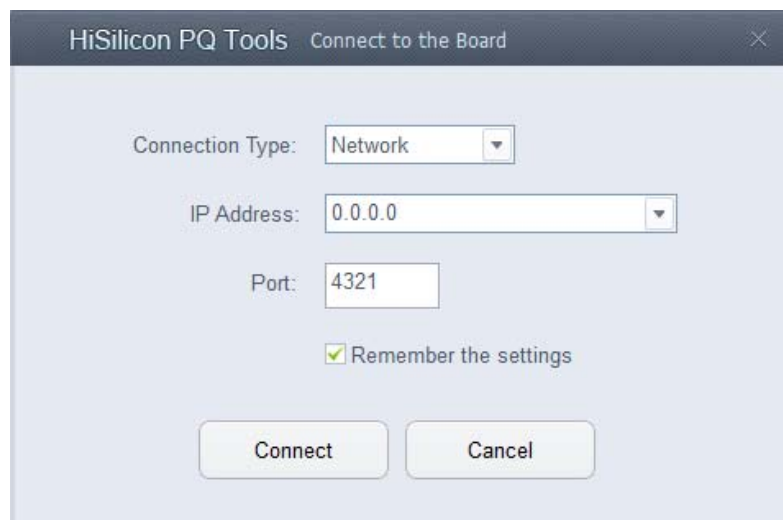 HiSilicon PQ Tools Connect to the Board
Connection Type: Network
IP Address: 0.0.0.0
Port: 4321
Remember the settings
Connect Cancel